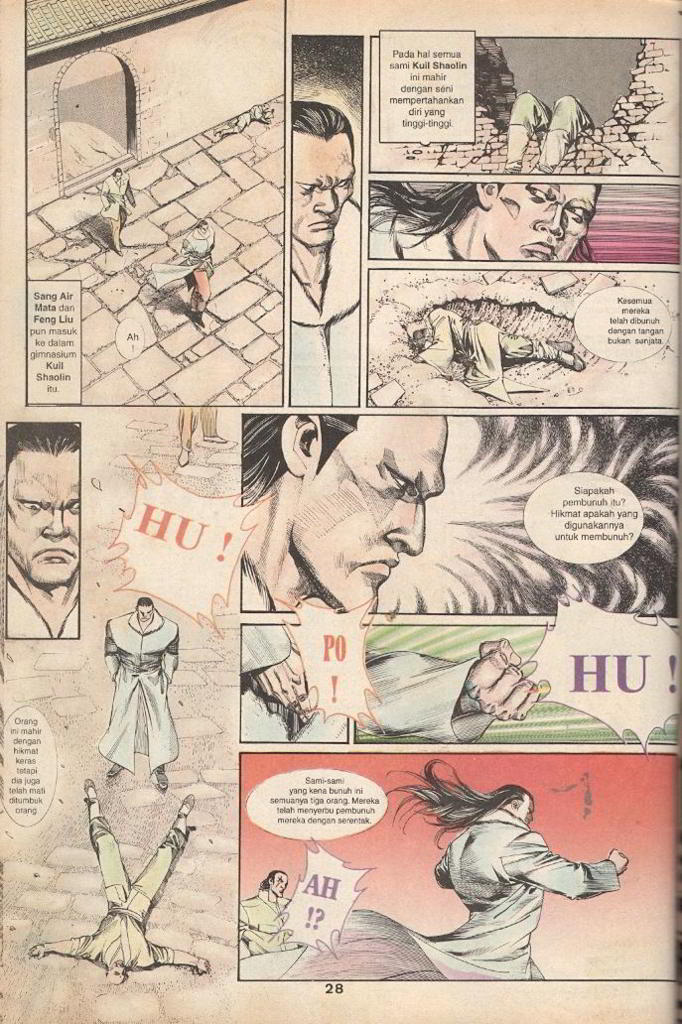 Sang Air
Mata dan
Feng Liu
pun masuk
ke dalam
gimnasium
Kuil
Shaolin
itu.
Ah
!
Pada hal semua
sami Kuil Shaolin
ini mahir
dengan seni
mempertahankan
diri yang
tinggi-tinggi.
Kesemua
mereka
telah dibunuh
dengan tangan
bukan senjata.
HU !
Siapakah
pembunuh itu?
Hikmat apakah yang
digunakannya
untuk membunuh?
PO
!
HU !
Orang
ini mahir
dengan
hikmat
keras
tetapi
dia juga
telah mati
ditumbuk
orang.
Sami-sami
yang kena bunuh ini
semuanya tiga orang. Mereka
telah menyerbu pembunuh
mereka dengan serentak.
AH
!?
28